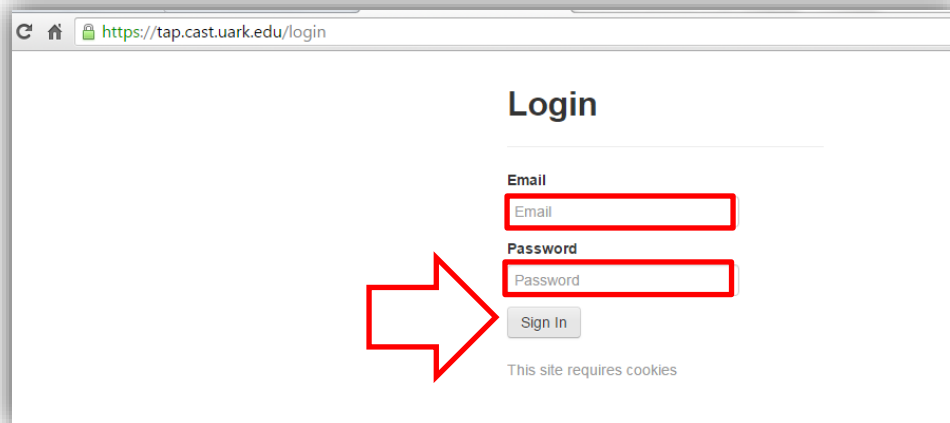 https://tap.cast.uark.edu/login
Login
Email
Email
Password
Password
Sign In
This site requires cookies